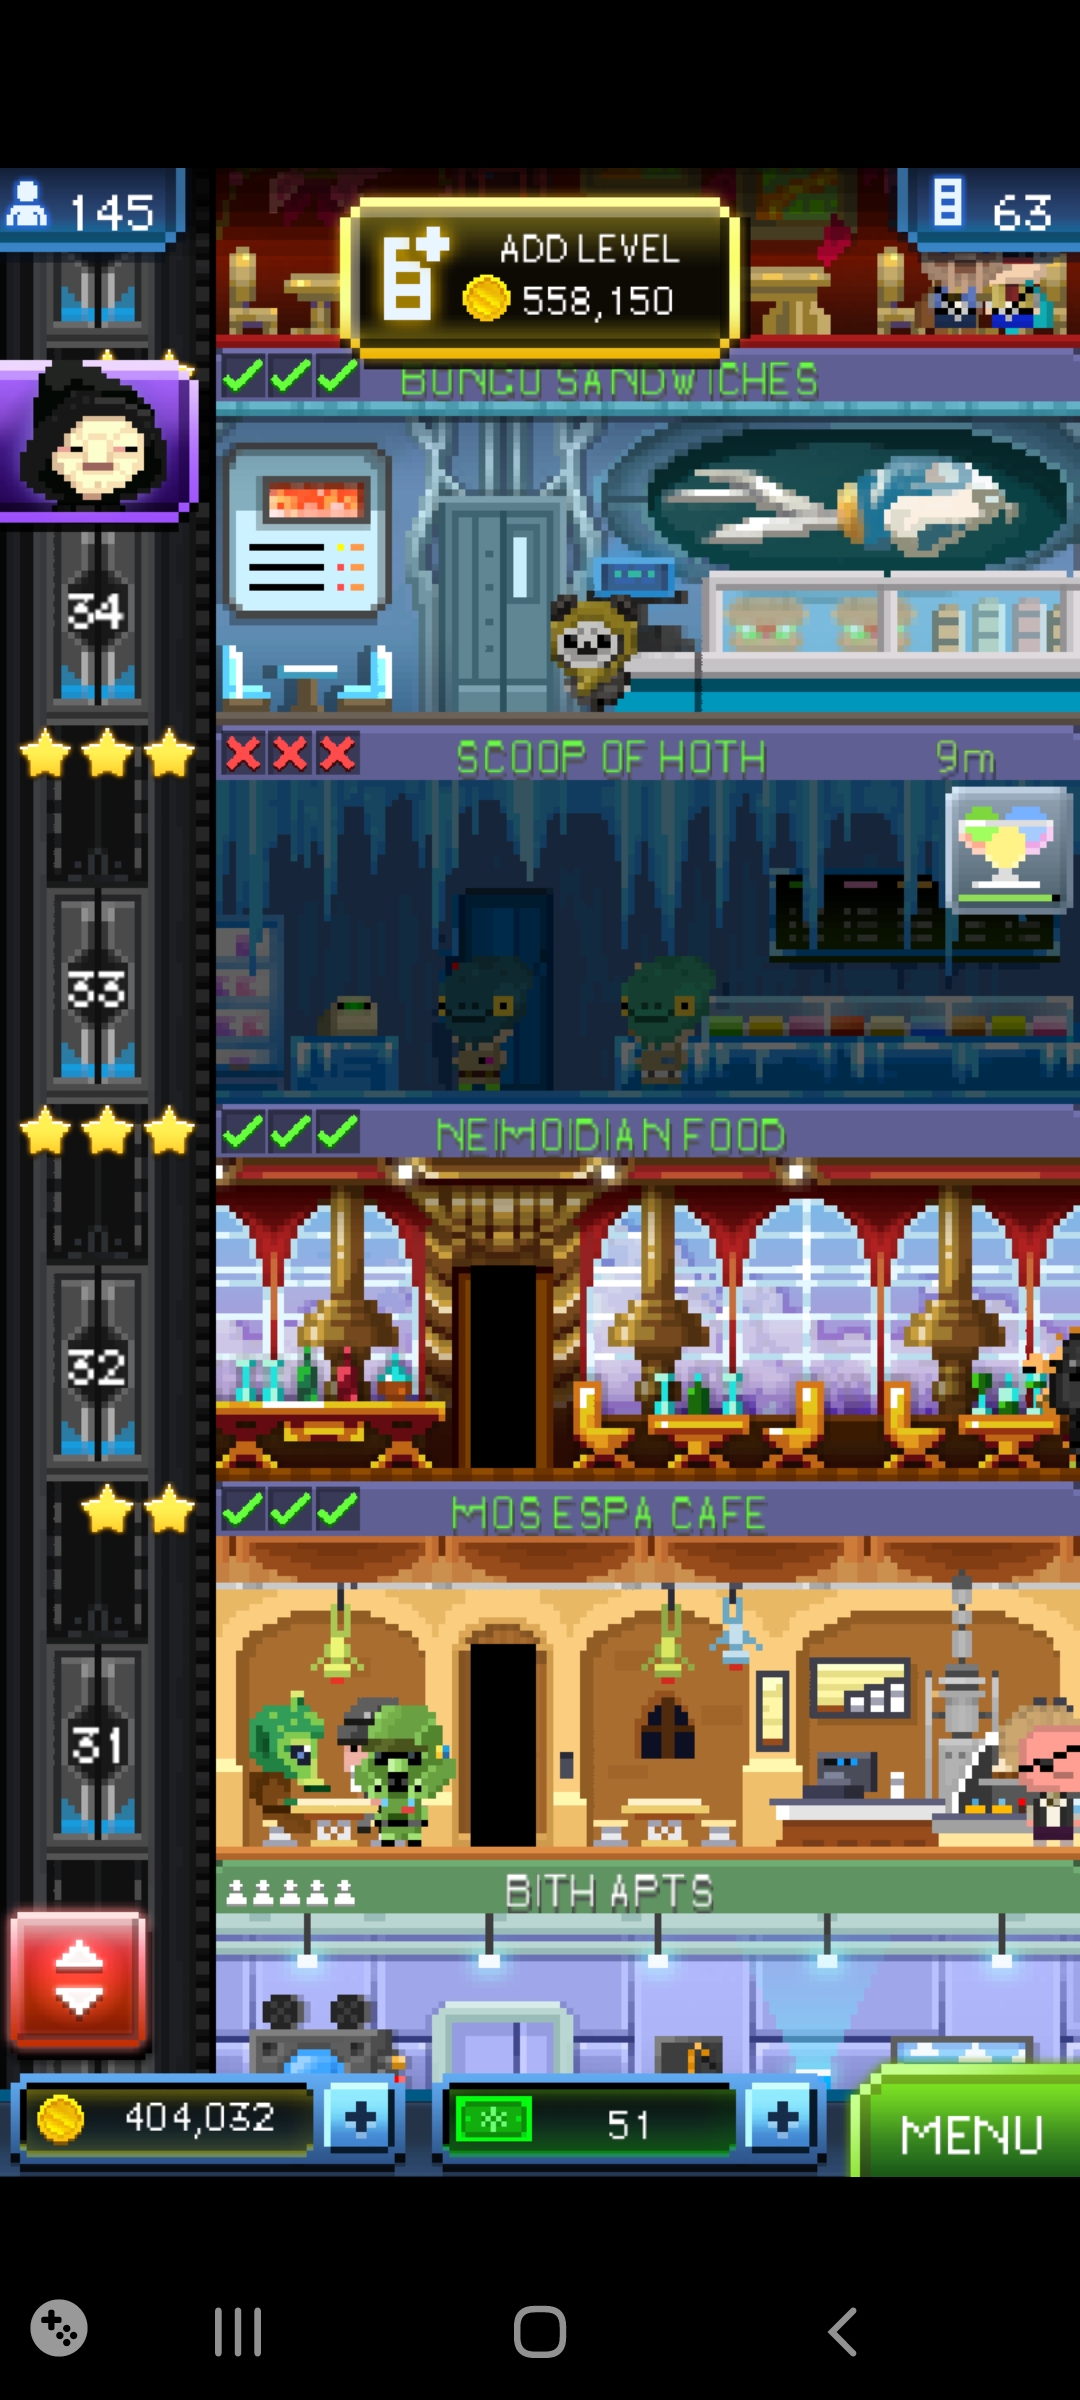 145
63
ADD LEVEL
558,150
BUNGO SANDWICHES
34
SCOOP OF HOTH
9m
33
NEIMOIDIAN FOOD
32
MOS ESPA CAFE
31
BITH APTS
404,032
51
MENU